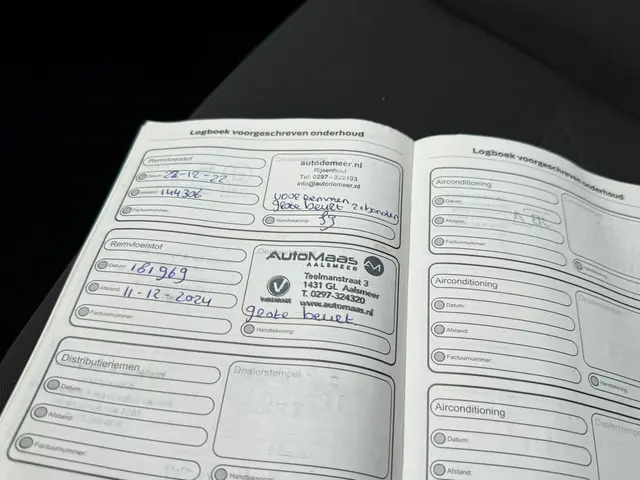 Logboek voorgeschreven onderhoud
Remvloeistof
Datum: 22-12-22
Afstand: 144306
Factuurnummer:
autodemeer.nl
Rijsenhout
Tel: 0297 - 322193
info@autodemeer.nl
voor remmen
grote beurt
Handtekening:
Remvloeistof
Datum: 161969
Afstand: 11-12-2024
Factuurnummer:
AutoMaas
AALSMEER
Teelmanstraat 3
1431 GL Aalsmeer
T. 0297-324320
www.automaas.nl
grote beurt
Handtekening:
Distributieriemen
Datum:
Afstand:
Factuurnummer:
Dealerstempel
Handtekening:
Logboek voorgeschreven onderhoud
Airconditioning
Datum:
Afstand:
Factuurnummer:
Airconditioning
Datum:
Afstand:
Factuurnummer:
Handtekening
Airconditioning
Datum:
Afstand: